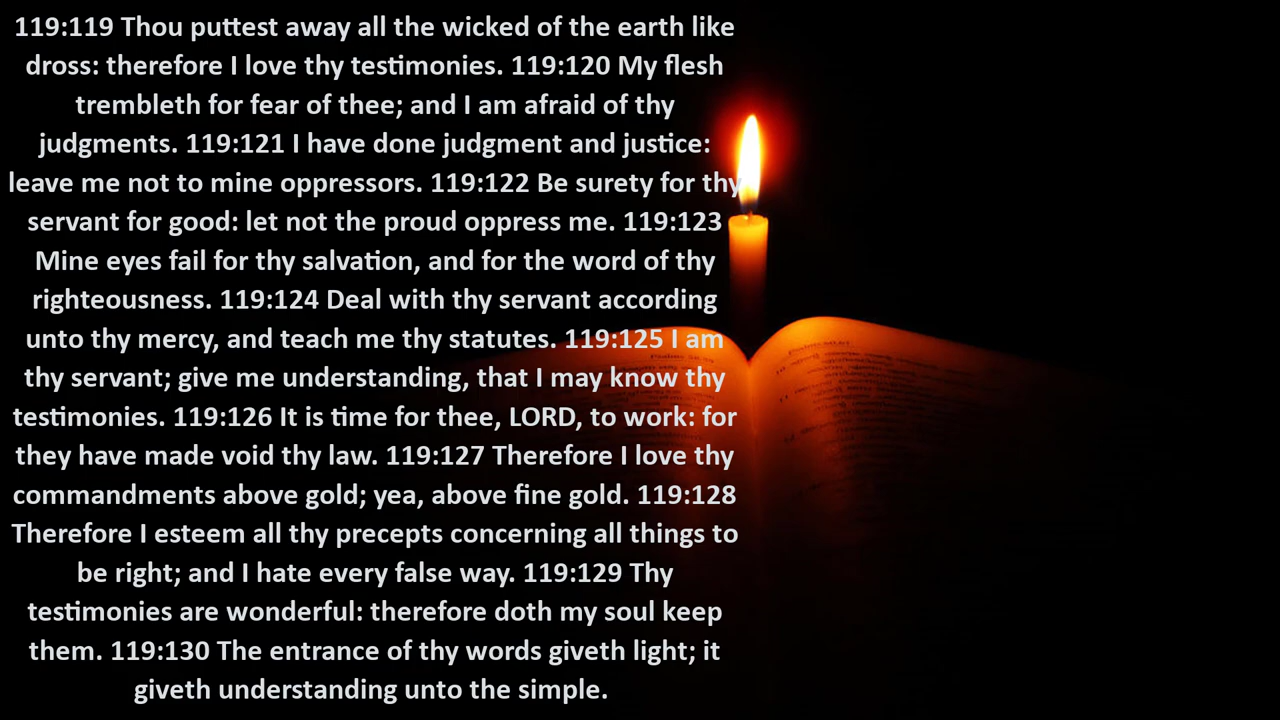 119:119 Thou puttest away all the wicked of the earth like
dross: therefore I love thy testimonies. 119:120 My flesh
trembleth for fear of thee; and I am afraid of thy
judgments. 119:121 I have done judgment and justice:
leave me not to mine oppressors. 119:122 Be surety for thy
servant for good: let not the proud oppress me. 119:123
Mine eyes fail for thy salvation, and for the word of thy
righteousness. 119:124 Deal with thy servant according
unto thy mercy, and teach me thy statutes. 119:125 I am
thy servant; give me understanding, that I may know thy
testimonies. 119:126 It is time for thee, LORD, to work: for
they have made void thy law. 119:127 Therefore I love thy
commandments above gold; yea, above fine gold. 119:128
Therefore I esteem all thy precepts concerning all things to
be right; and I hate every false way. 119:129 Thy
testimonies are wonderful: therefore doth my soul keep
them. 119:130 The entrance of thy words giveth light; it
giveth understanding unto the simple.